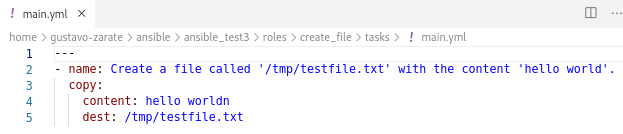 ! main.yml ×
home > gustavo-zarate > ansible > ansible_test3 > roles > create_file > tasks > ! main.yml
1 ---
2 - name: Create a file called '/tmp/testfile.txt' with the content 'hello world'.
3 copy:
4 content: hello worldn
5 dest: /tmp/testfile.txt